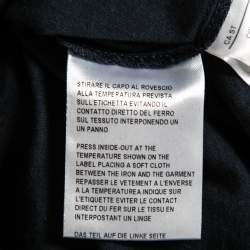 STIRARE IL CAPO AL ROVESCIO
ALLA TEMPERATURA PREVISTA
SULL'ETICHETTA EVITANDO IL
CONTATTO DIRETTO DEL FERRO
SUL TESSUTO INTERPONENDO UN
UN PANNO
PRESS INSIDE-OUT AT THE
TEMPERATURE SHOWN ON THE
LABEL PLACING A SOFT CLOTH
BETWEEN THE IRON AND THE GARMENT
REPASSER LE VETEMENT A L'ENVERSE
A LA TEMPERATURE INDIQUE SUR
L'ETIQUETTE EVITER LE CONTACT
DIRECT DU FER SUR LE TISSU EN
INTERPOSTANT UN LINGE
DAS TEIL AUF DIE LINKE SEITE
CAST